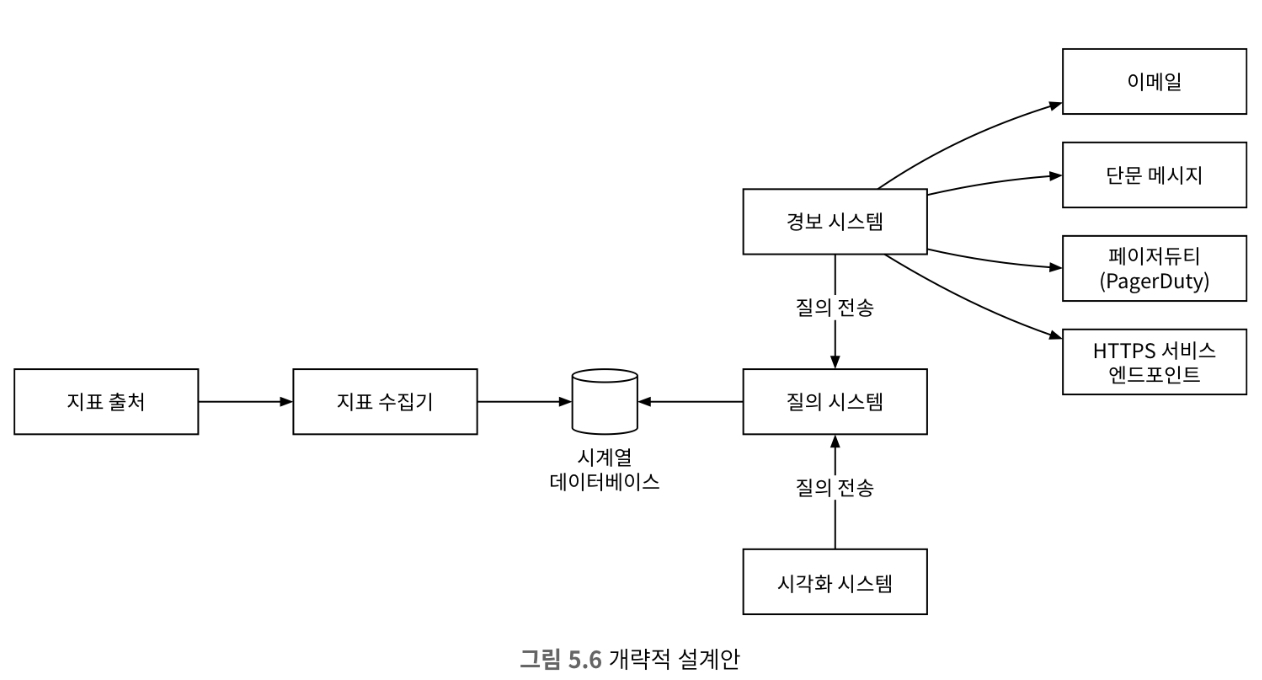 이메일
단문 메시지
경보 시스템
페이저듀티
(PagerDuty)
질의 전송
HTTPS 서비스
엔드포인트
지표 출처
지표 수집기
질의 시스템
시계열
데이터베이스
질의 전송
시각화 시스템
그림 5.6 개략적 설계안